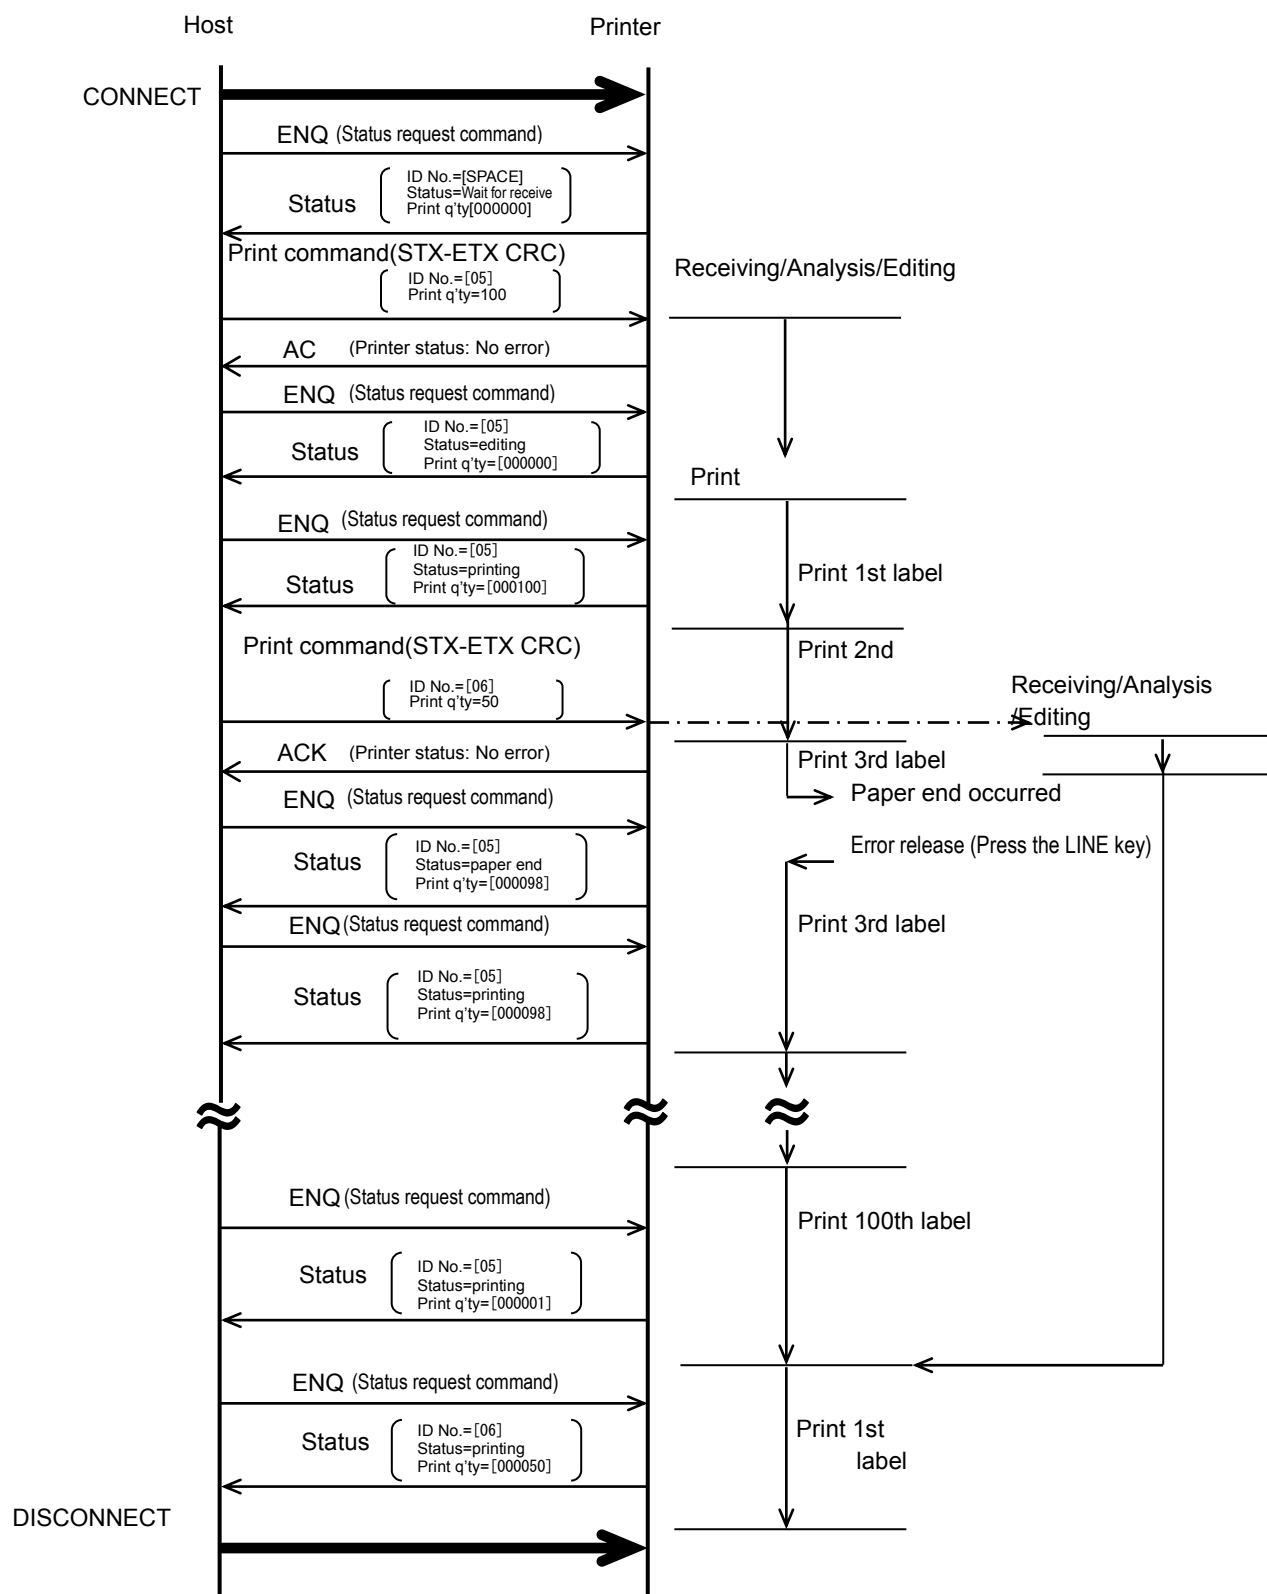 Host
Printer
CONNECT
ENQ (Status request command)
ID No.=[SPACE]
Status=Wait for receive
Print q'ty[000000]
Status
Print command(STX-ETX CRC)
ID No.=[05]
Print q'ty=100
Receiving/Analysis/Editing
AC (Printer status: No error)
ENQ (Status request command)
ID No.=[05]
Status=editing
Print q'ty=[000000]
Status
Print
ENQ (Status request command)
ID No.=[05]
Status=printing
Print q'ty=[000100]
Status
Print 1st label
Print command(STX-ETX CRC)
Print 2nd
ID No.=[06]
Print q'ty=50
Receiving/Analysis
/Editing
ACK (Printer status: No error)
Print 3rd label
Paper end occurred
ENQ (Status request command)
ID No.=[05]
Status=paper end
Print q'ty=[000098]
Status
Error release (Press the LINE key)
ENQ(Status request command)
Print 3rd label
ID No.=[05]
Status=printing
Print q'ty=[000098]
Status
ENQ(Status request command)
Print 100th label
ID No.=[05]
Status=printing
Print q'ty=[000001]
Status
ENQ (Status request command)
ID No.=[06]
Status=printing
Print q'ty=[000050]
Status
Print 1st
label
DISCONNECT